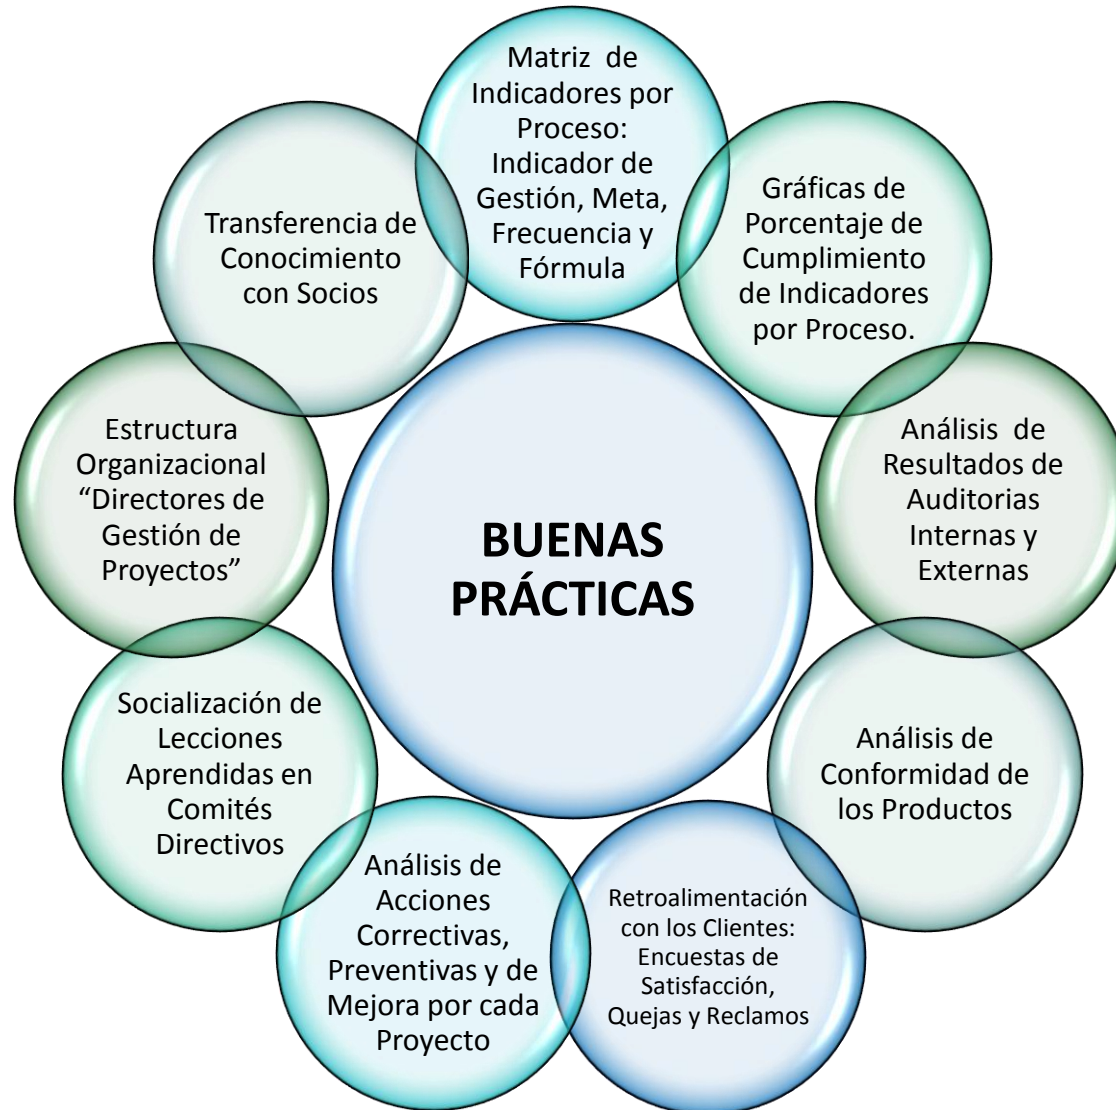 Matriz de
Indicadores por
Proceso:
Indicador de
Gestión, Meta,
Frecuencia y
Fórmula
Gráficas de
Porcentaje de
Cumplimiento
de Indicadores
por Proceso.
Análisis de
Resultados de
Auditorias
Internas y
Externas
Análisis de
Conformidad de
los Productos
Retroalimentación
con los Clientes:
Encuestas de
Satisfacción,
Quejas y Reclamos
Análisis de
Acciones
Correctivas,
Preventivas y de
Mejora por cada
Proyecto
Socialización de
Lecciones
Aprendidas en
Comités
Directivos
Estructura
Organizacional
“Directores de
Gestión de
Proyectos”
Transferencia de
Conocimiento
con Socios
BUENAS
PRÁCTICAS